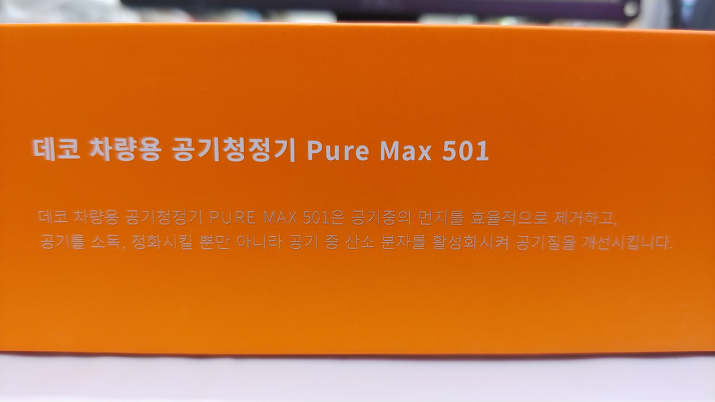 데코 차량용 공기청정기 Pure Max 501
데코 차량용 공기청정기 PURE MAX 501은 공기중의 먼지를 효율적으로 제거하고,
공기를 소독, 정화시킬 뿐만 아니라 공기 중 산소 분자를 활성화시켜 공기질을 개선시킵니다.